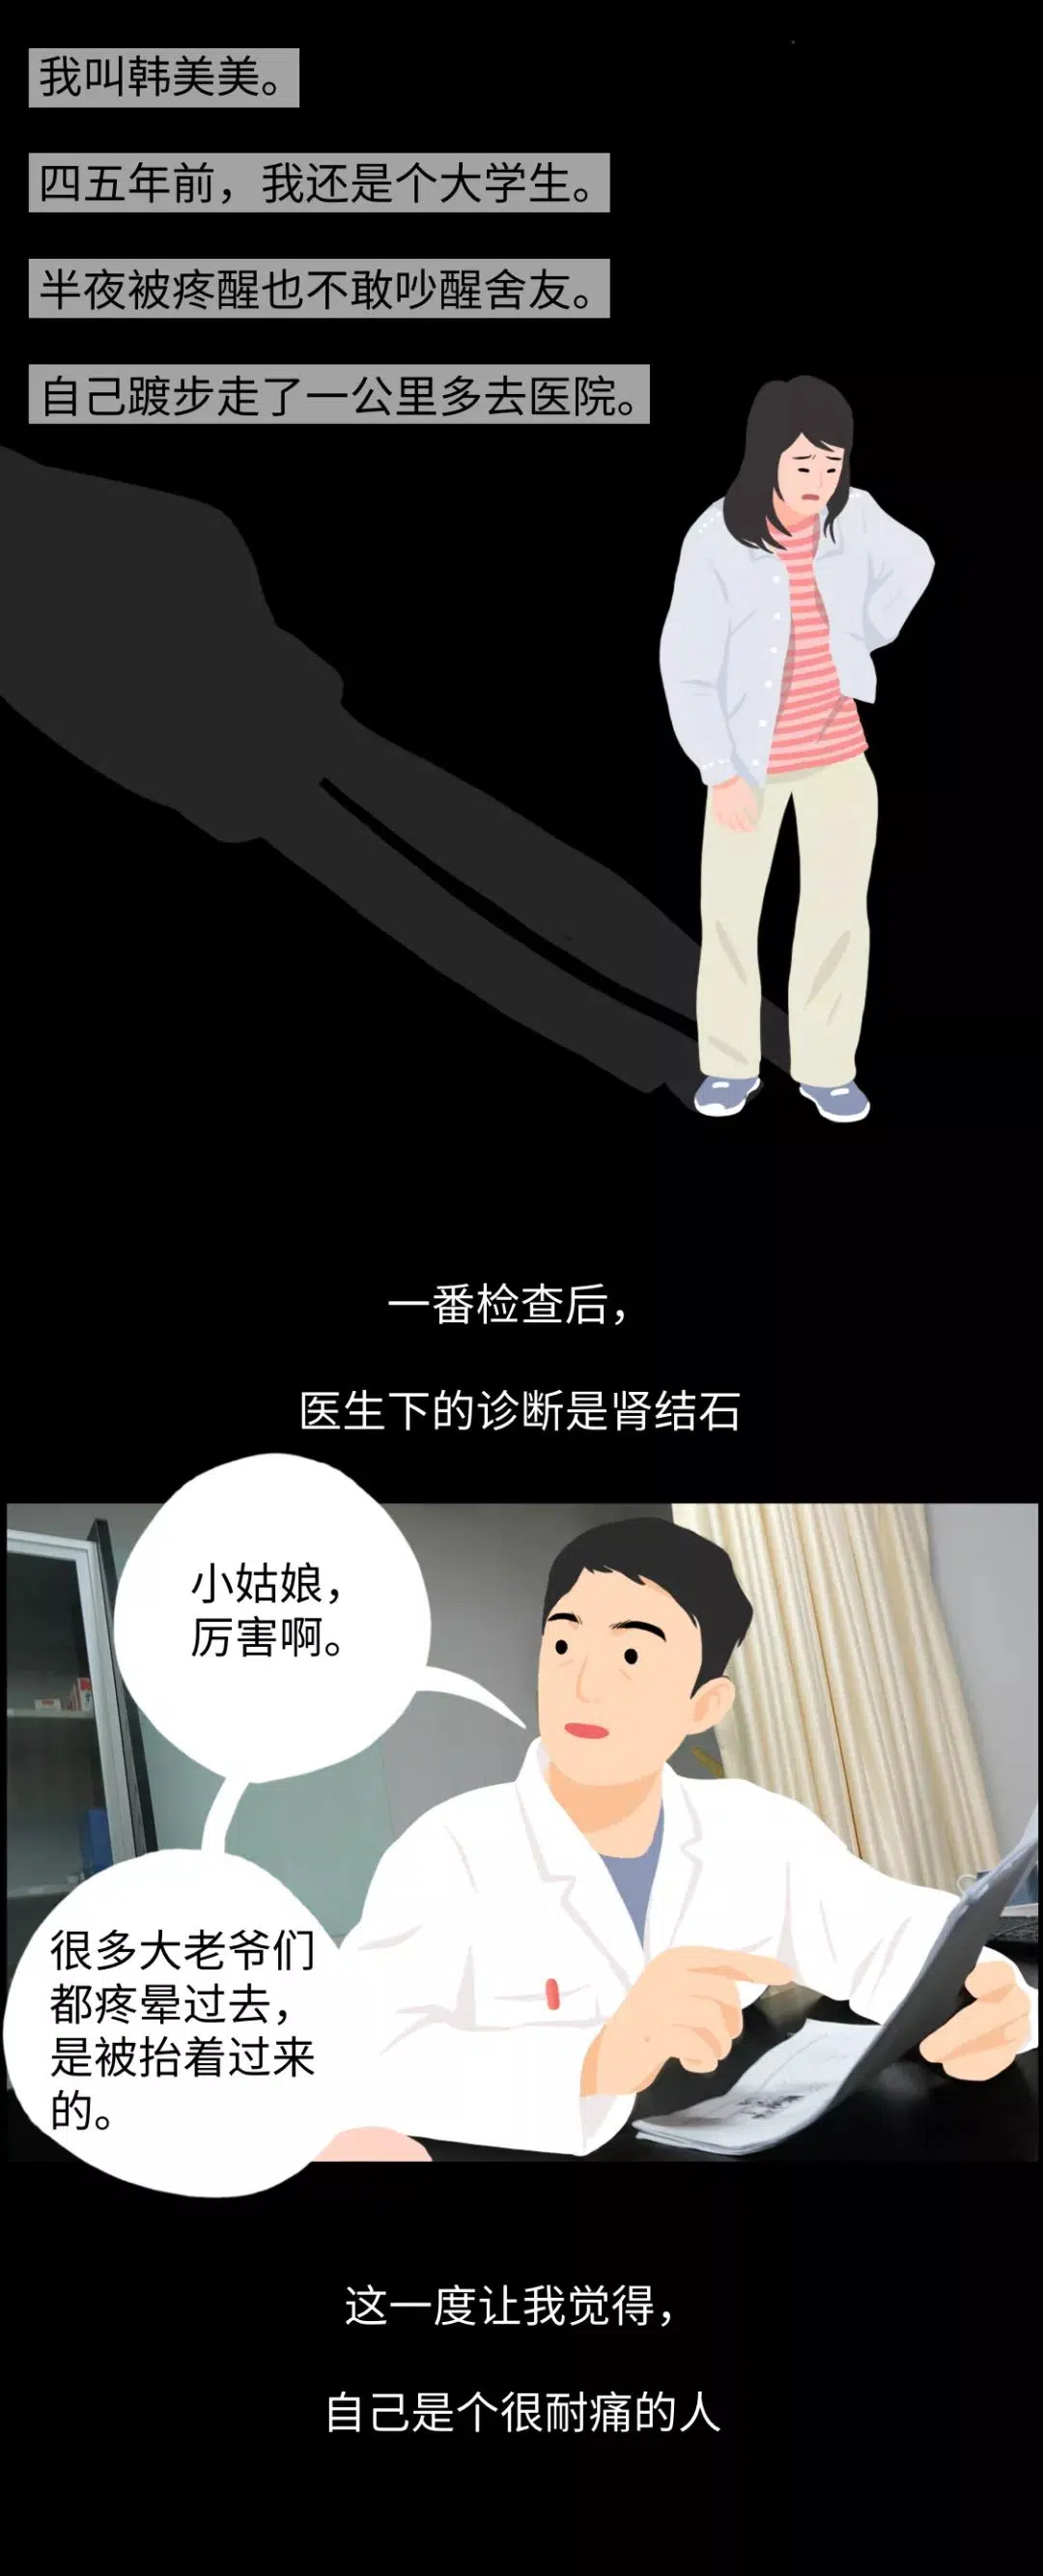 我叫韩美美。
四五年前，我还是个大学生。
半夜被疼醒也不敢吵醒舍友。
自己踱步走了一公里多去医院。
一番检查后，
医生下的诊断是肾结石
小姑娘，
厉害啊。
很多大老爷们
都疼晕过去，
是被抬着过来
的。
这一度让我觉得，
自己是个很耐痛的人